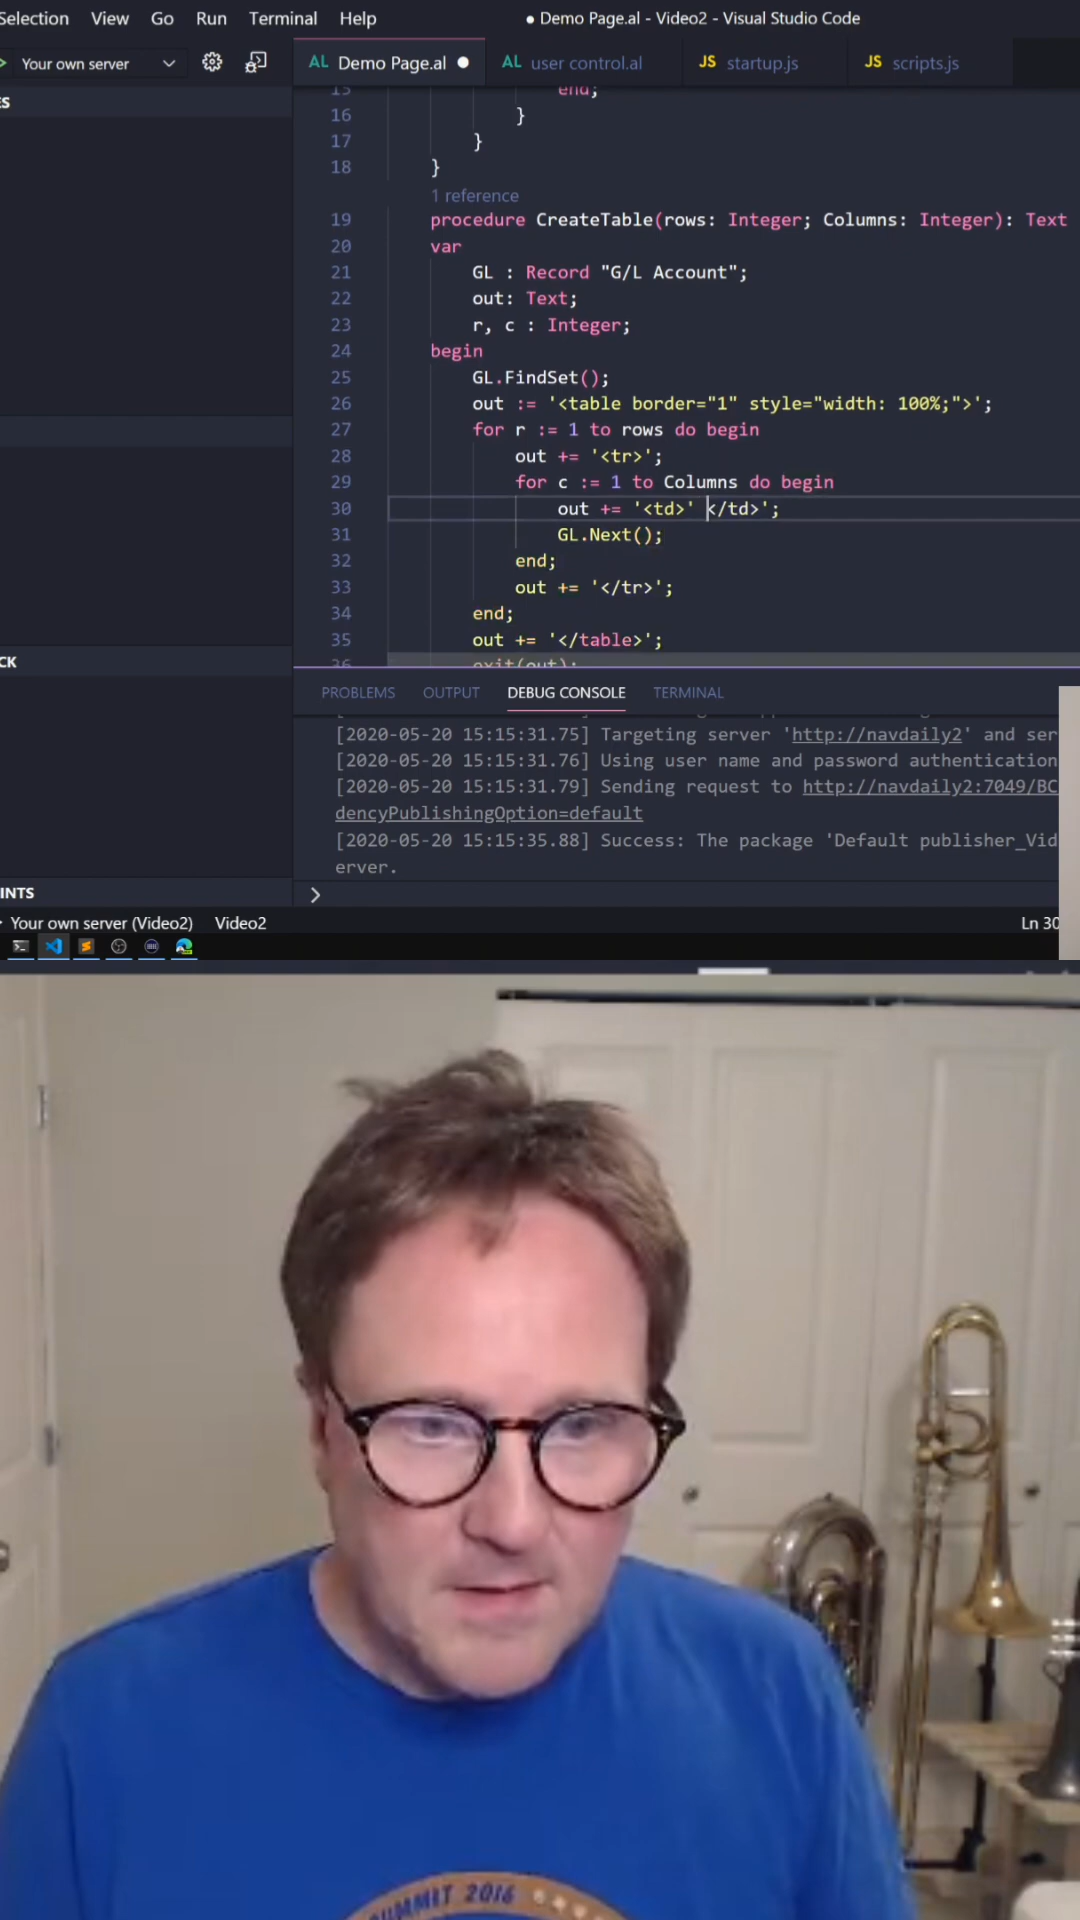 Selection View Go Run Terminal Help ● Demo Page.al - Video2 - Visual Studio Code
Your own server AL Demo Page.al ● AL user control.al JS startup.js JS scripts.js
ES
15 end;
16 }
17 }
18 }
1 reference
19 procedure CreateTable(rows: Integer; Columns: Integer): Text
20 var
21 GL : Record "G/L Account";
22 out: Text;
23 r, c : Integer;
24 begin
25 GL.FindSet();
26 out := '<table border="1" style="width: 100%;">';
27 for r := 1 to rows do begin
28 out += '<tr>';
29 for c := 1 to Columns do begin
30 out += '<td>' </td>';
31 GL.Next();
32 end;
33 out += '</tr>';
34 end;
35 out += '</table>';
36 exit(out);
CK
PROBLEMS OUTPUT DEBUG CONSOLE TERMINAL
[2020-05-20 15:15:31.75] Targeting server 'http://navdaily2' and ser
[2020-05-20 15:15:31.76] Using user name and password authentication
[2020-05-20 15:15:31.79] Sending request to http://navdaily2:7049/BC
dencyPublishingOption=default
[2020-05-20 15:15:35.88] Success: The package 'Default publisher_Vid
erver.
INTS
Your own server (Video2) Video2 Ln 30
SUMMIT 2016